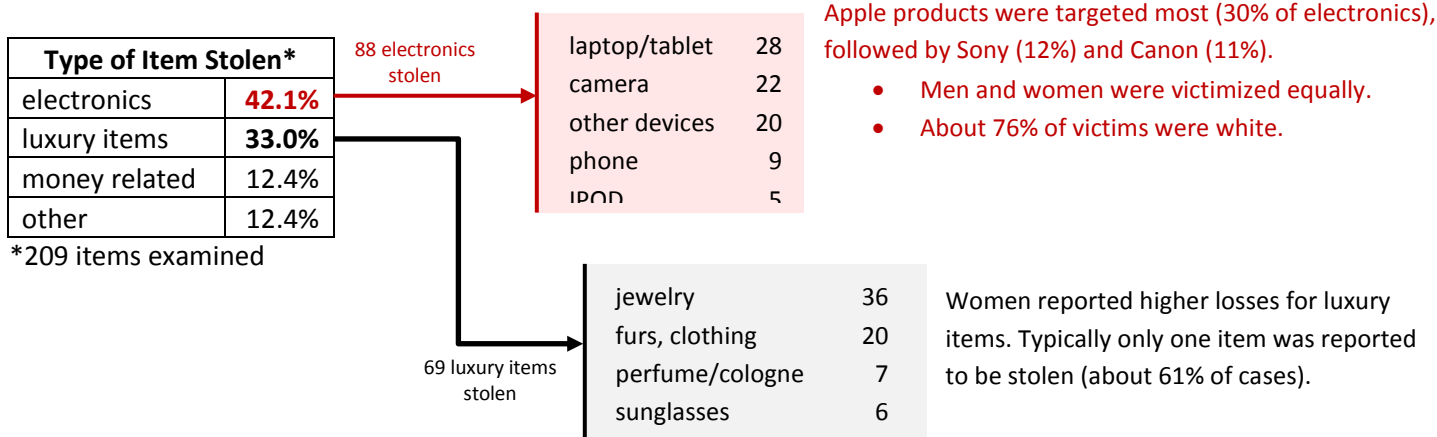 Type of Item Stolen*
electronics 42.1%
luxury items 33.0%
money related 12.4%
other 12.4%
*209 items examined
88 electronics
stolen
laptop/tablet 28
camera 22
other devices 20
phone 9
IPOD 5
Apple products were targeted most (30% of electronics),
followed by Sony (12%) and Canon (11%).
• Men and women were victimized equally.
• About 76% of victims were white.
69 luxury items
stolen
jewelry 36
furs, clothing 20
perfume/cologne 7
sunglasses 6
Women reported higher losses for luxury
items. Typically only one item was reported
to be stolen (about 61% of cases).